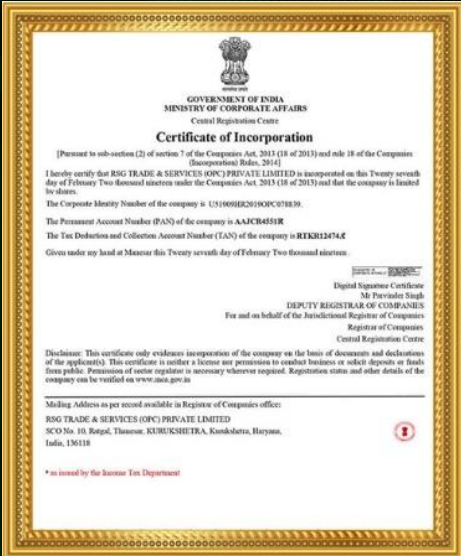 GOVERNMENT OF INDIA
MINISTRY OF CORPORATE AFFAIRS
Central Registration Centre
Certificate of Incorporation
[Pursuant to sub-section (2) of section 7 of the Companies Act, 2013 (18 of 2013) and rule 18 of the Companies
(Incorporation) Rules, 2014]
I hereby certify that RSG TRADE & SERVICES (OPC) PRIVATE LIMITED is incorporated on this Twenty seventh
day of February Two thousand nineteen under the Companies Act, 2013 (18 of 2013) and that the company is limited
by shares.
The Corporate Identity Number of the company is U51909HR2019OPC078839.
The Permanent Account Number (PAN) of the company is AAJCR4551R
The Tax Deduction and Collection Account Number (TAN) of the company is RTKR12474C
Given under my hand at Manesar this Twenty seventh day of February Two thousand nineteen .
Digital Signature Certificate
Mr Parvinder Singh
DEPUTY REGISTRAR OF COMPANIES
For and on behalf of the Jurisdictional Registrar of Companies
Registrar of Companies
Central Registration Centre
Disclaimer: This certificate only evidences incorporation of the company on the basis of documents and declarations
of the applicant(s). This certificate is neither a license nor permission to conduct business or solicit deposits or funds
from public. Permission of sector regulator is necessary wherever required. Registration status and other details of the
company can be verified on www.mca.gov.in
Mailing Address as per record available in Registrar of Companies office:
RSG TRADE & SERVICES (OPC) PRIVATE LIMITED
SCO No. 10, Ratgal, Thanesar, KURUKSHETRA, Kurukshetra, Haryana,
India, 136118
* as issued by the Income Tax Department